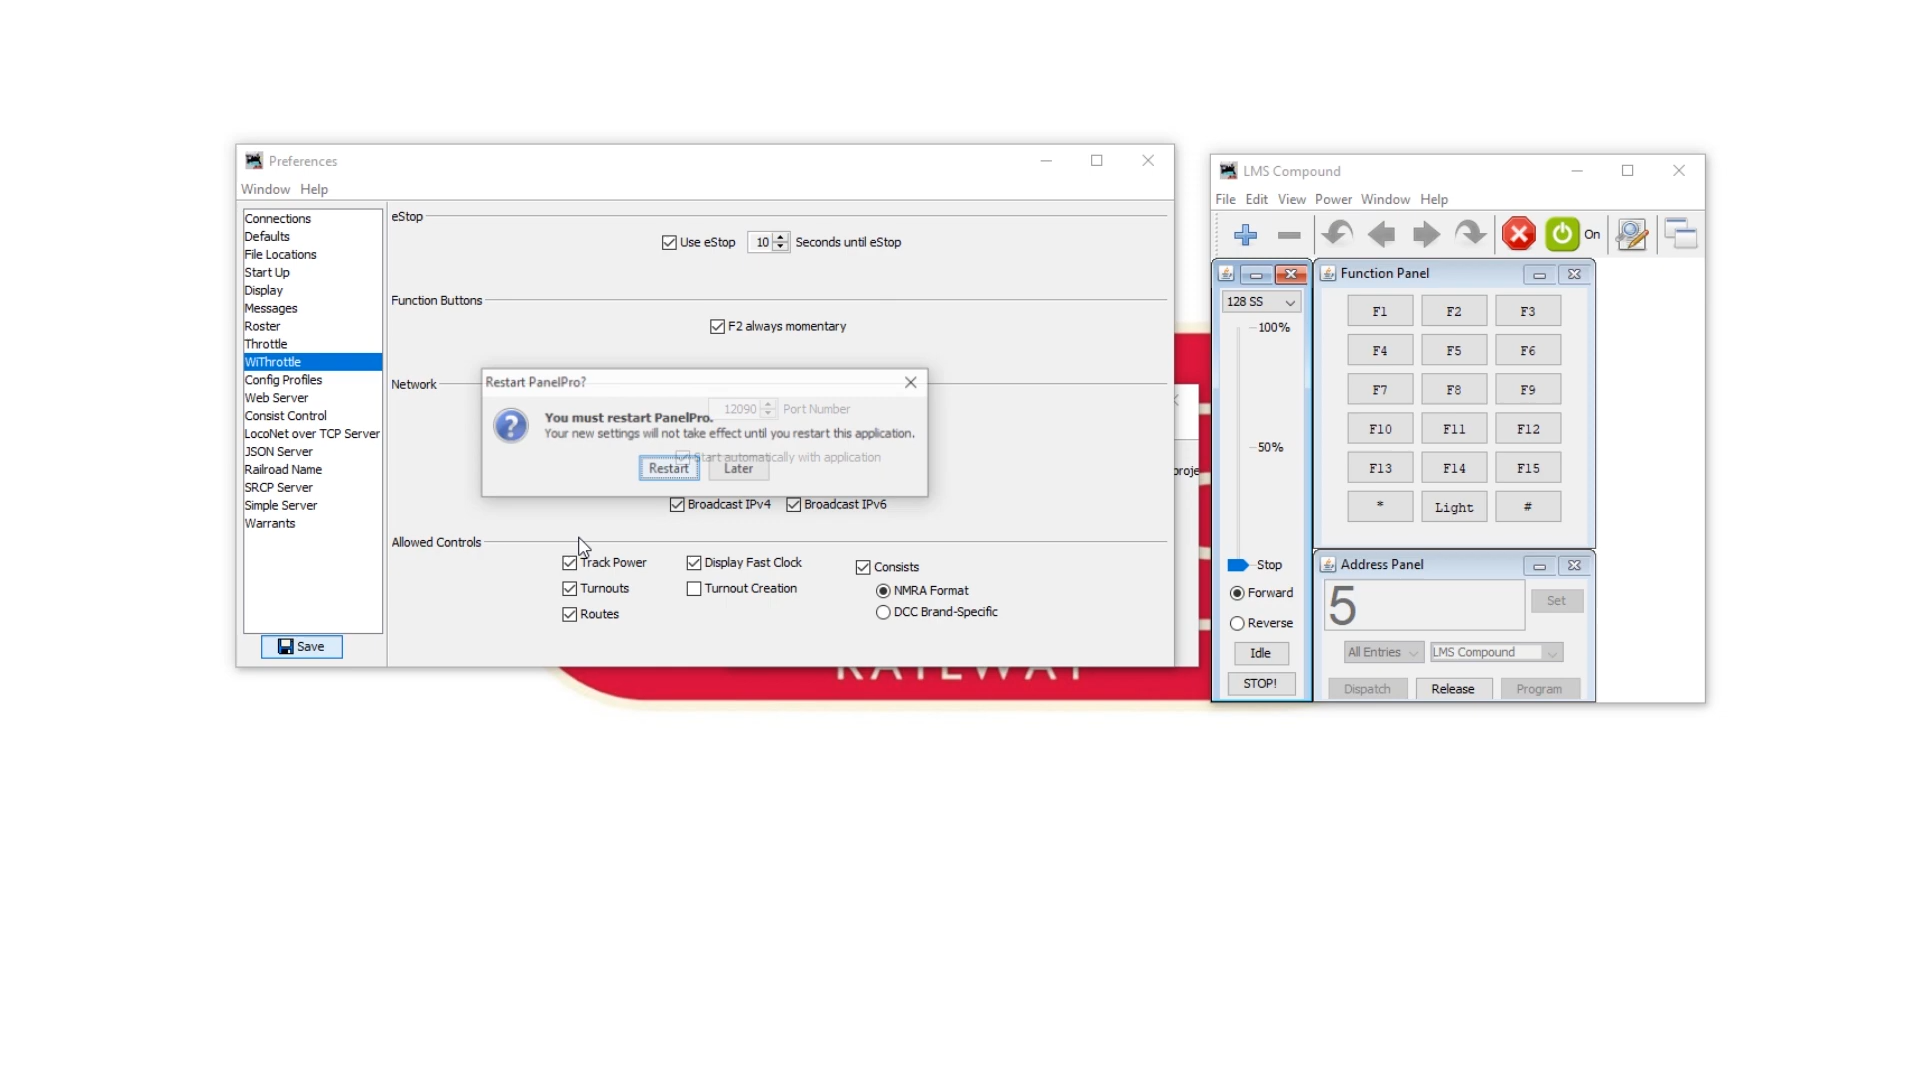 Preferences
Window Help
Connections
Defaults
File Locations
Start Up
Display
Messages
Roster
Throttle
WiThrottle
Config Profiles
Web Server
Consist Control
LocoNet over TCP Server
JSON Server
Railroad Name
SRCP Server
Simple Server
Warrants
Save
eStop
Use eStop 10 Seconds until eStop
Function Buttons
F2 always momentary
Network
Restart PanelPro?
12090 Port Number
You must restart PanelPro.
Your new settings will not take effect until you restart this application.
Start automatically with application
Restart Later
Broadcast IPv4 Broadcast IPv6
Allowed Controls
Track Power Display Fast Clock Consists
Turnouts Turnout Creation NMRA Format
Routes DCC Brand-Specific
proje
RAILWAY
LMS Compound
File Edit View Power Window Help
On
128 SS
100%
50%
Stop
Forward
Reverse
Idle
STOP!
Function Panel
F1 F2 F3
F4 F5 F6
F7 F8 F9
F10 F11 F12
F13 F14 F15
* Light #
Address Panel
5 Set
All Entries LMS Compound
Dispatch Release Program